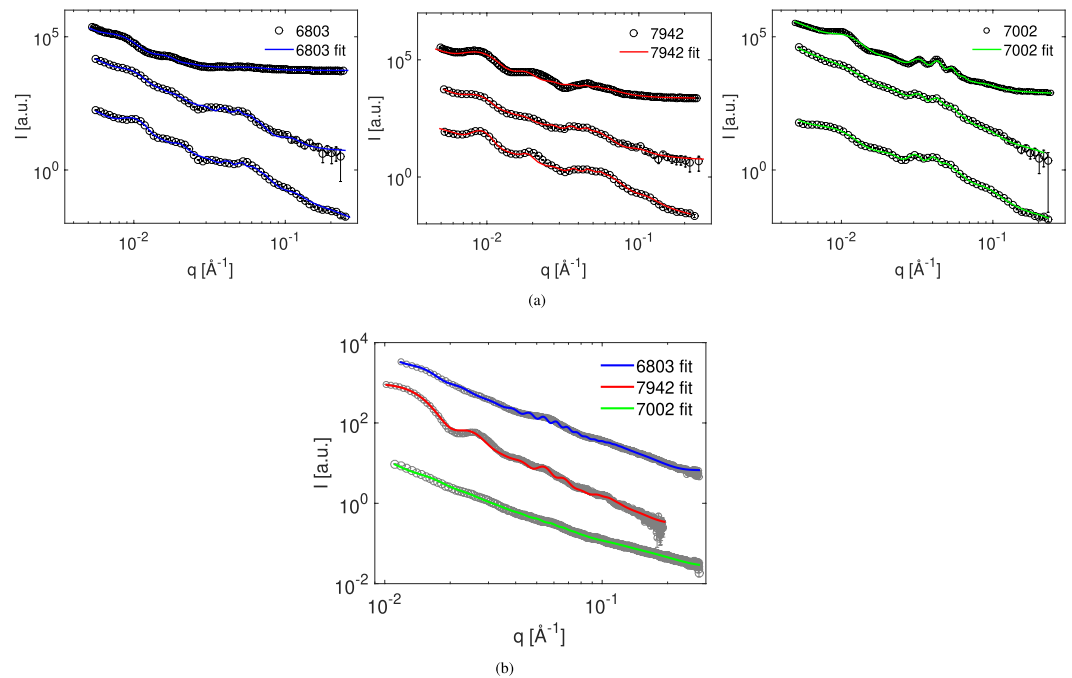 10^5
10^0
I [a.u.]
6803
6803 fit
10^-2
10^-1
q [Å^-1]
10^5
10^0
I [a.u.]
7942
7942 fit
10^-2
10^-1
q [Å^-1]
10^5
10^0
I [a.u.]
7002
7002 fit
10^-2
10^-1
q [Å^-1]
(a)
10^4
10^2
10^0
10^-2
I [a.u.]
6803 fit
7942 fit
7002 fit
10^-2
10^-1
q [Å^-1]
(b)